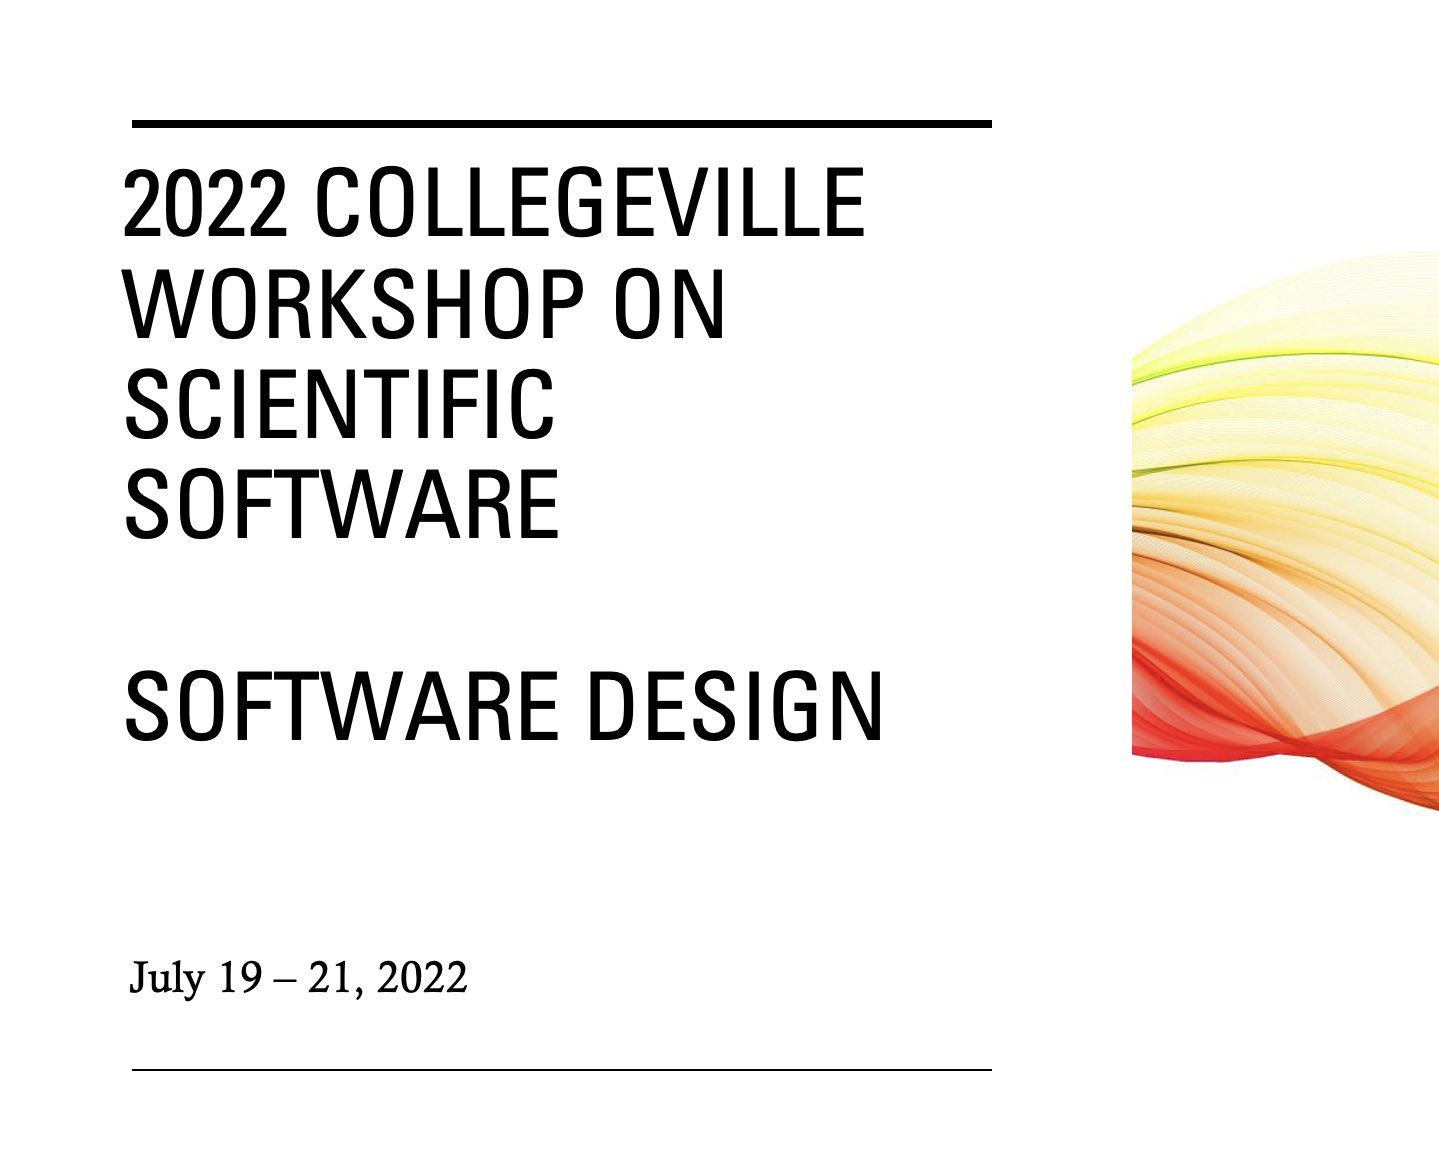 2022 COLLEGEVILLE
WORKSHOP ON
SCIENTIFIC
SOFTWARE
SOFTWARE DESIGN
July 19 – 21, 2022